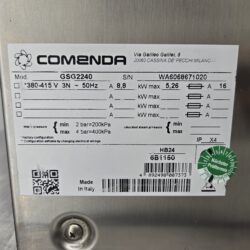 COMENDA
Via Galileo Galilei, 8
20060 CASSINA DE PECCHI MILANO
Mod. GSG2240 S/N WA6068671020
*380-415 V 3N ~ 50Hz A 8,8 kW max 5,26 A 16
kW max
kW max
min 2 bar=200kPa
max 4 bar=400kPa
IP X4
HB24
6B1150
Made
In Italy